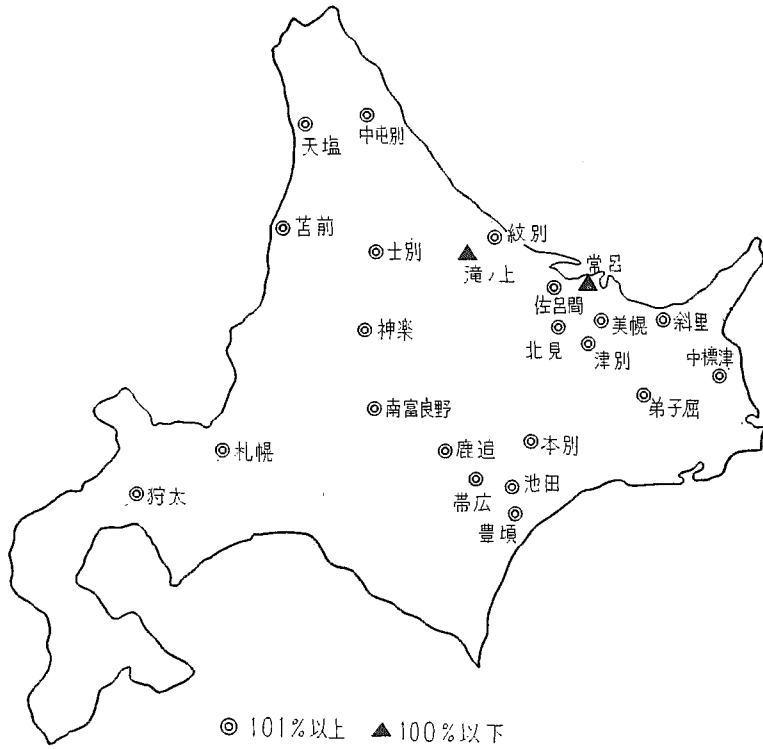 中屯別
天塩
苫前
紋別
士別
滝ノ上
常呂
佐呂間
美幌
斜里
神楽
北見
津別
中標津
弟子屈
南富良野
札幌
鹿追
本別
狩太
帯広
池田
豊頃
◎ 101%以上 ▲ 100%以下